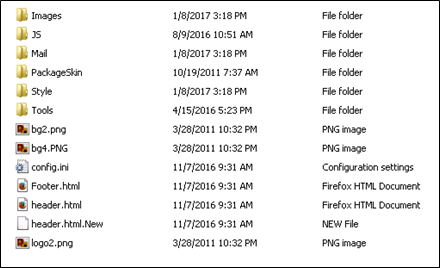 Images 1/8/2017 3:18 PM File folder
JS 8/9/2016 10:51 AM File folder
Mail 1/8/2017 3:18 PM File folder
PackageSkin 10/19/2011 7:37 AM File folder
Style 1/8/2017 3:18 PM File folder
Tools 4/15/2016 5:23 PM File folder
bg2.png 3/28/2011 10:32 PM PNG image
bg4.PNG 3/28/2011 10:32 PM PNG image
config.ini 11/7/2016 9:31 AM Configuration settings
Footer.html 11/7/2016 9:31 AM Firefox HTML Document
header.html 11/7/2016 9:31 AM Firefox HTML Document
header.html.New 11/7/2016 9:31 AM NEW File
logo2.png 3/28/2011 10:32 PM PNG image